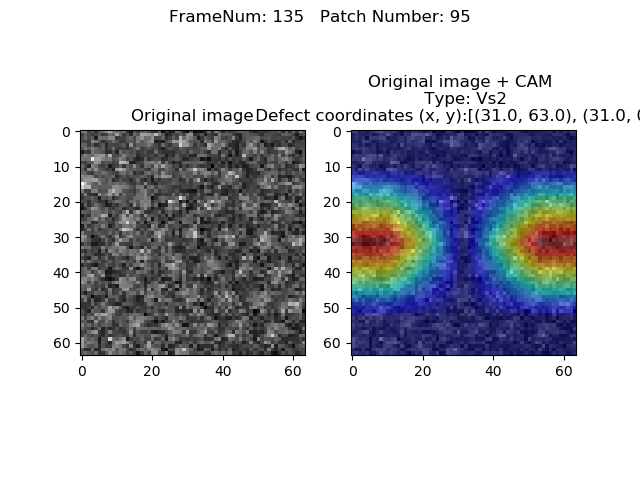 FrameNum: 135   Patch Number: 95
Original image + CAM
Type: Vs2
Original image
Defect coordinates (x, y):[(31.0, 63.0), (31.0, 0
0
10
20
30
40
50
60
0 20 40 60
0
10
20
30
40
50
60
0 20 40 60